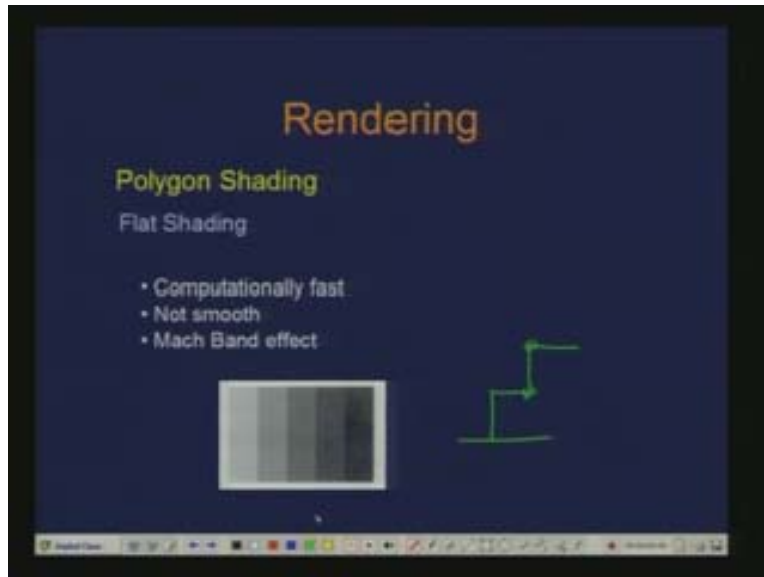 Rendering
Polygon Shading
Flat Shading
• Computationally fast
• Not smooth
• Mach Band effect